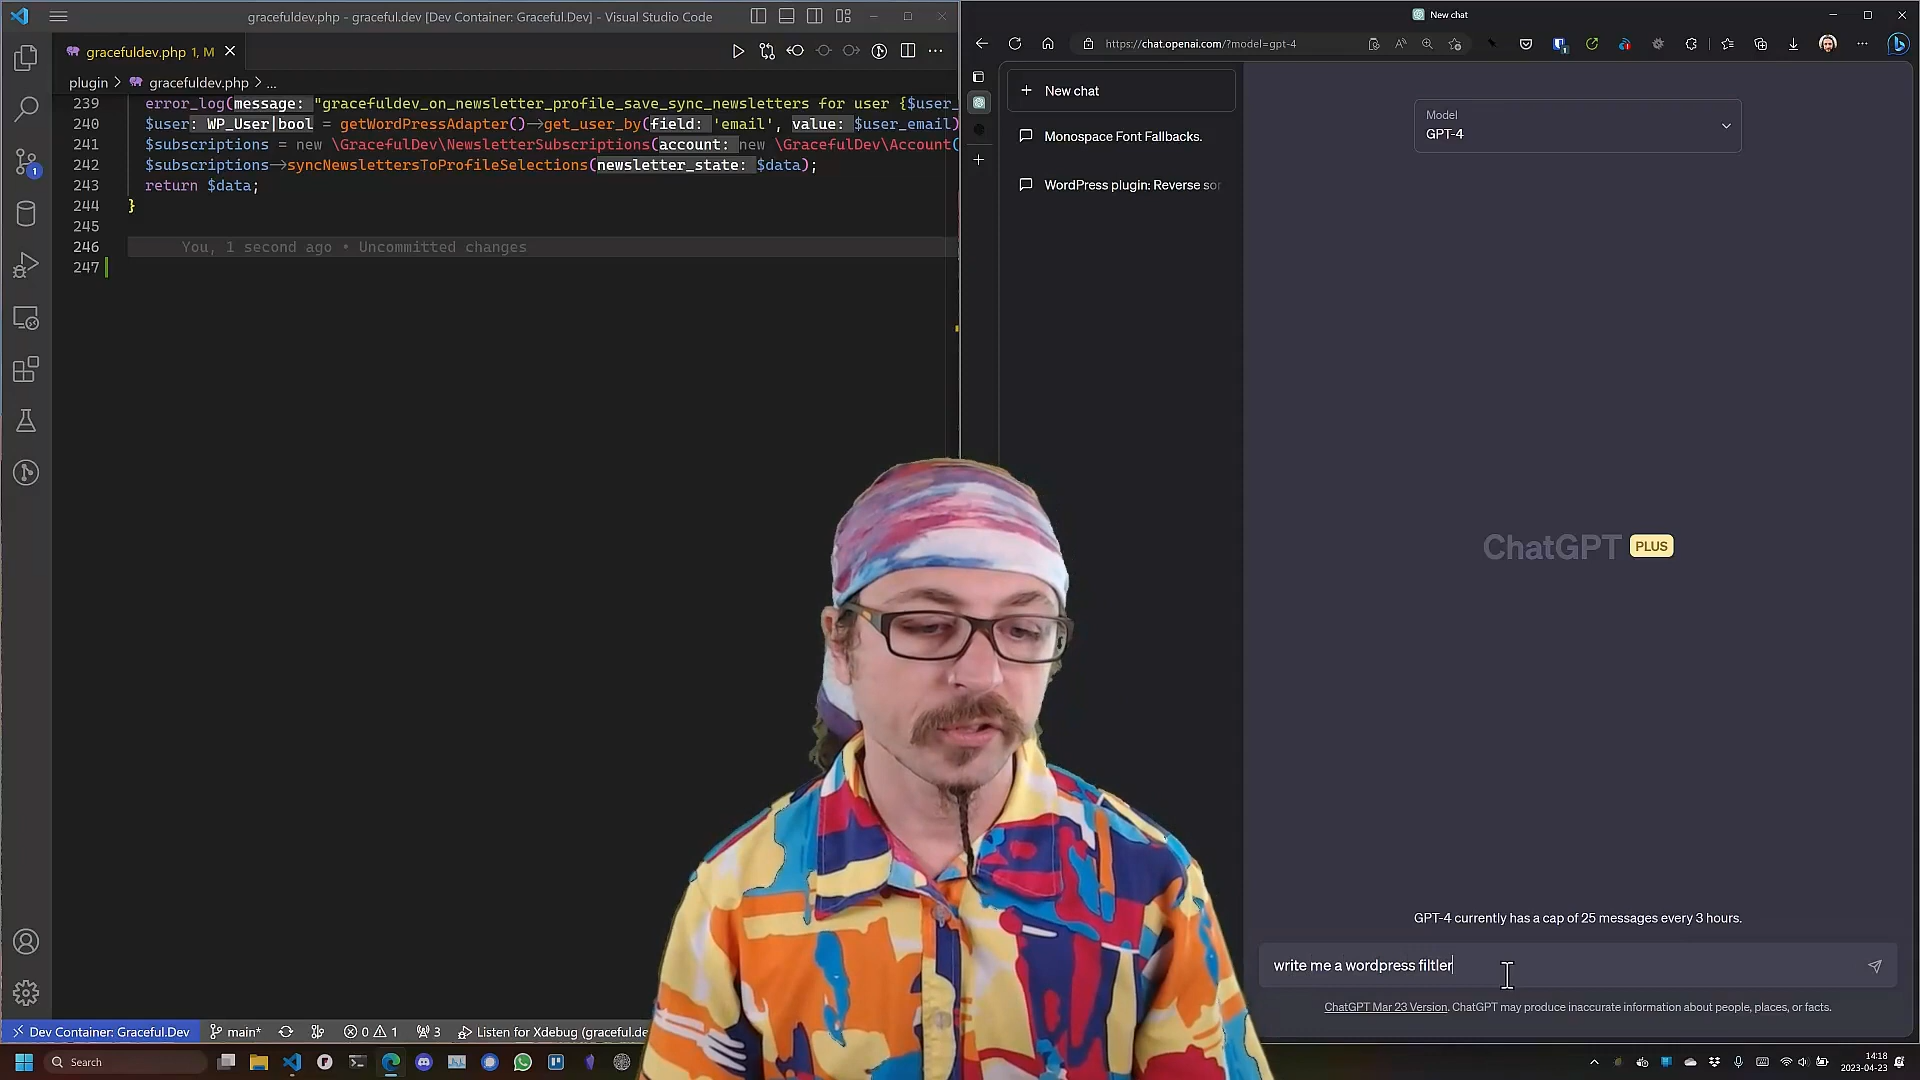 gracefuldev.php - graceful.dev [Dev Container: Graceful.Dev] - Visual Studio Code
gracefuldev.php 1, M
plugin > gracefuldev.php > ...
239 error_log(message: "gracefuldev_on_newsletter_profile_save_sync_newsletters for user {$user_
240 $user: WP_User|bool = getWordPressAdapter()->get_user_by(field: 'email', value: $user_email)
241 $subscriptions = new \GracefulDev\NewsletterSubscriptions(account: new \GracefulDev\Account(
242 $subscriptions->syncNewslettersToProfileSelections(newsletter_state: $data);
243 return $data;
244 }
245
246 You, 1 second ago • Uncommitted changes
247
1
Dev Container: Graceful.Dev
main*
0
1
3
Listen for Xdebug (graceful.de
Search
New chat
https://chat.openai.com/?model=gpt-4
New chat
Monospace Font Fallbacks.
WordPress plugin: Reverse sor
Model
GPT-4
ChatGPT PLUS
GPT-4 currently has a cap of 25 messages every 3 hours.
write me a wordpress filtler
ChatGPT Mar 23 Version. ChatGPT may produce inaccurate information about people, places, or facts.
14:18
2023-04-23